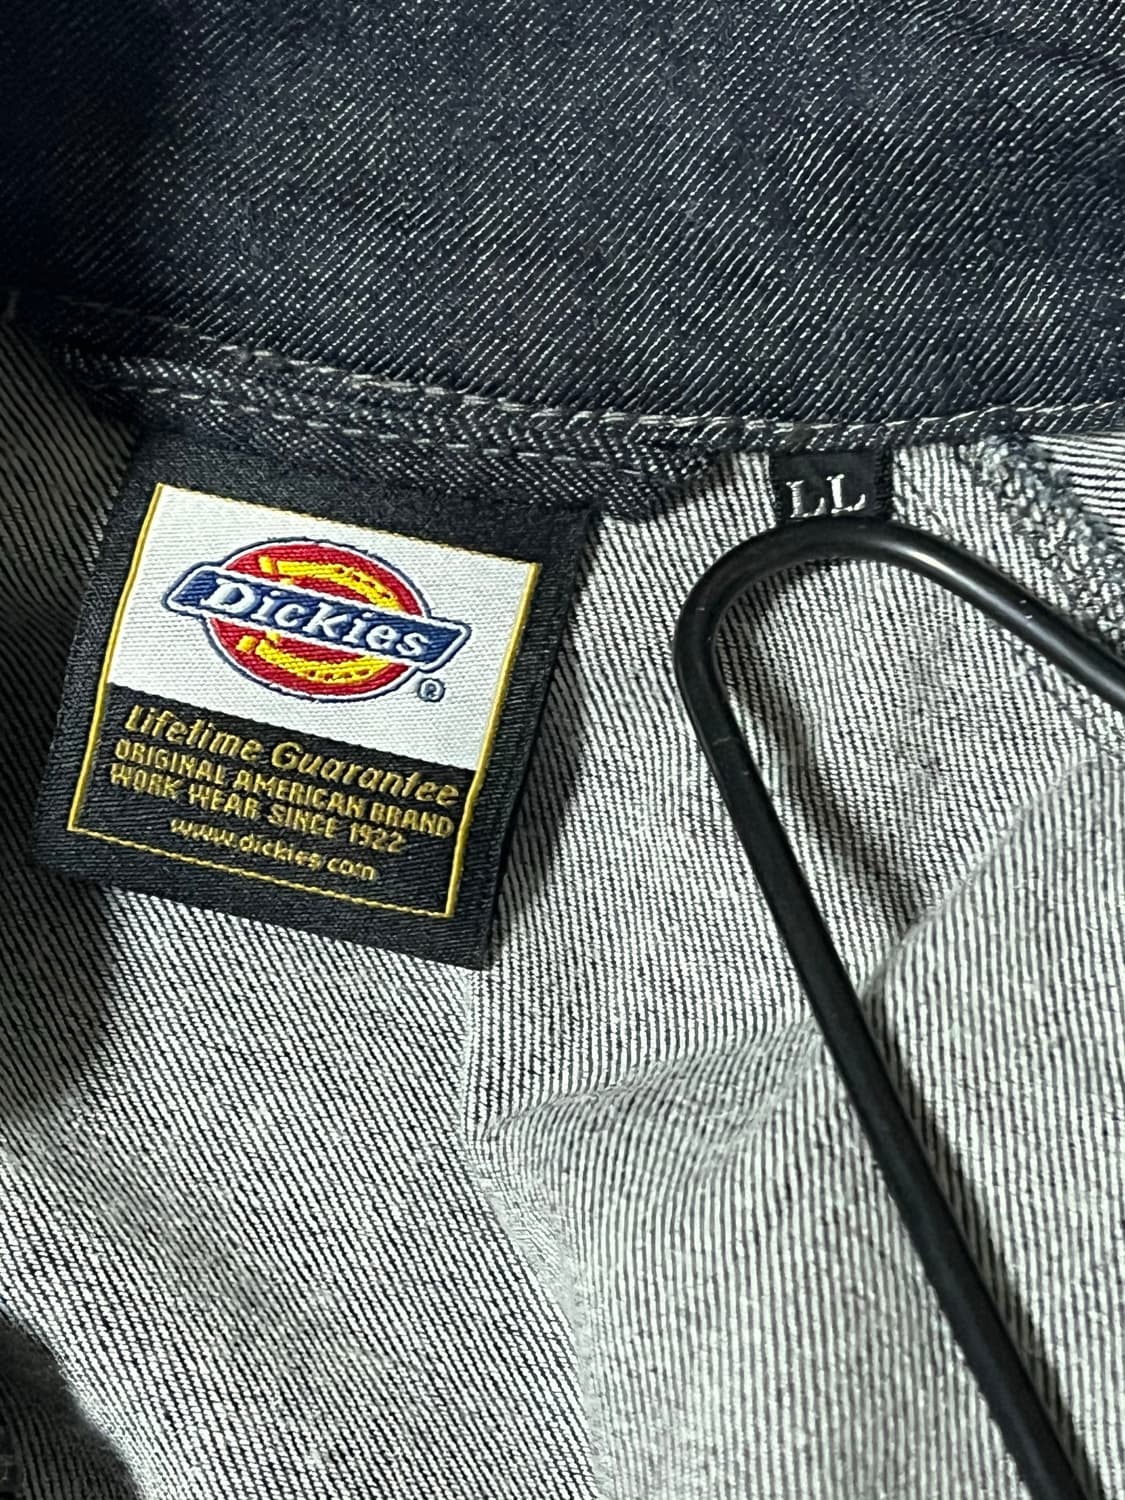 LL
Dickies®
Lifetime Guarantee
ORIGINAL AMERICAN BRAND
WORK WEAR SINCE 1922
www.dickies.com